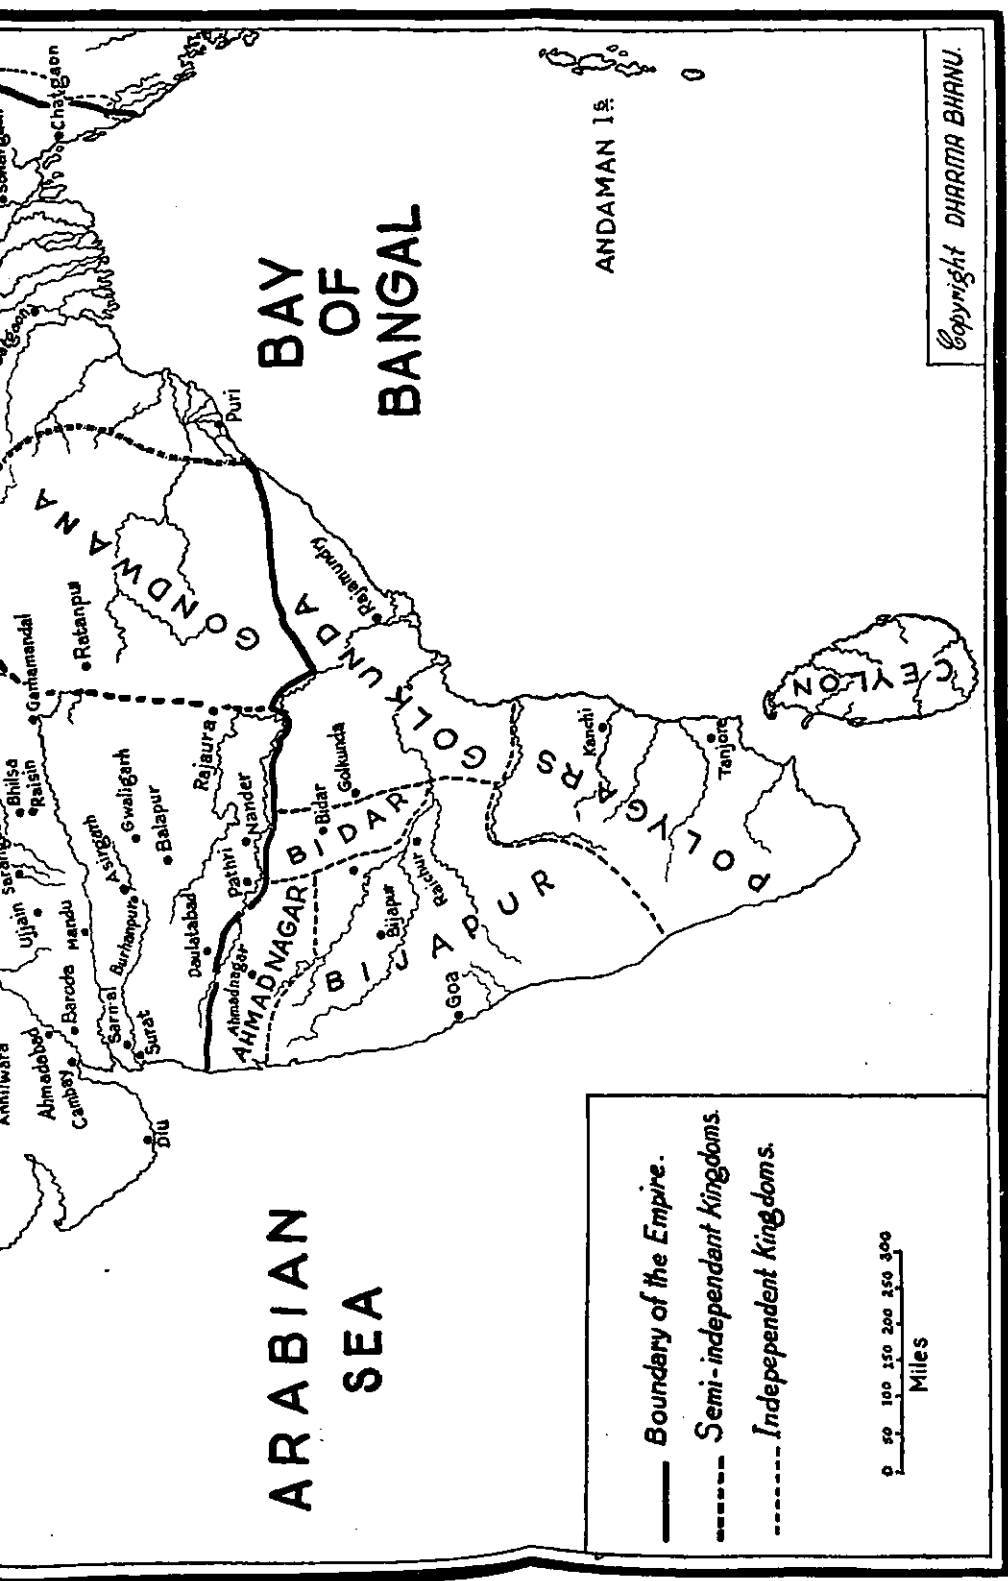 Chatgaon
Puri
BAY
OF
BANGAL
ANDAMAN Is
Copyright DHARMA BHANU.
GONDWANA
Garhamandal
Ratanpur
Rajaura
Bhilsa
Raisin
Ujjain
Mandu
Asirgarh
Gwaligarh
Balapur
Burhanpur
Ahmadabad
Baroda
Cambay
Sarnal
Surat
Diu
Daulatabad
Pathri
Nander
Ahmadnagar
AHMADNAGAR
BIDAR
Bidar
Golkunda
GOLKUNDA
Rajamundry
Rajamundry
BIJAPUR
Bijapur
Raichur
Goa
POLYGARS
Kanchi
Tanjore
CEYLON
ARABIAN
SEA
Boundary of the Empire.
Semi-independant Kingdoms.
Indepependent Kingdoms.
0 50 100 150 200 250 300
Miles